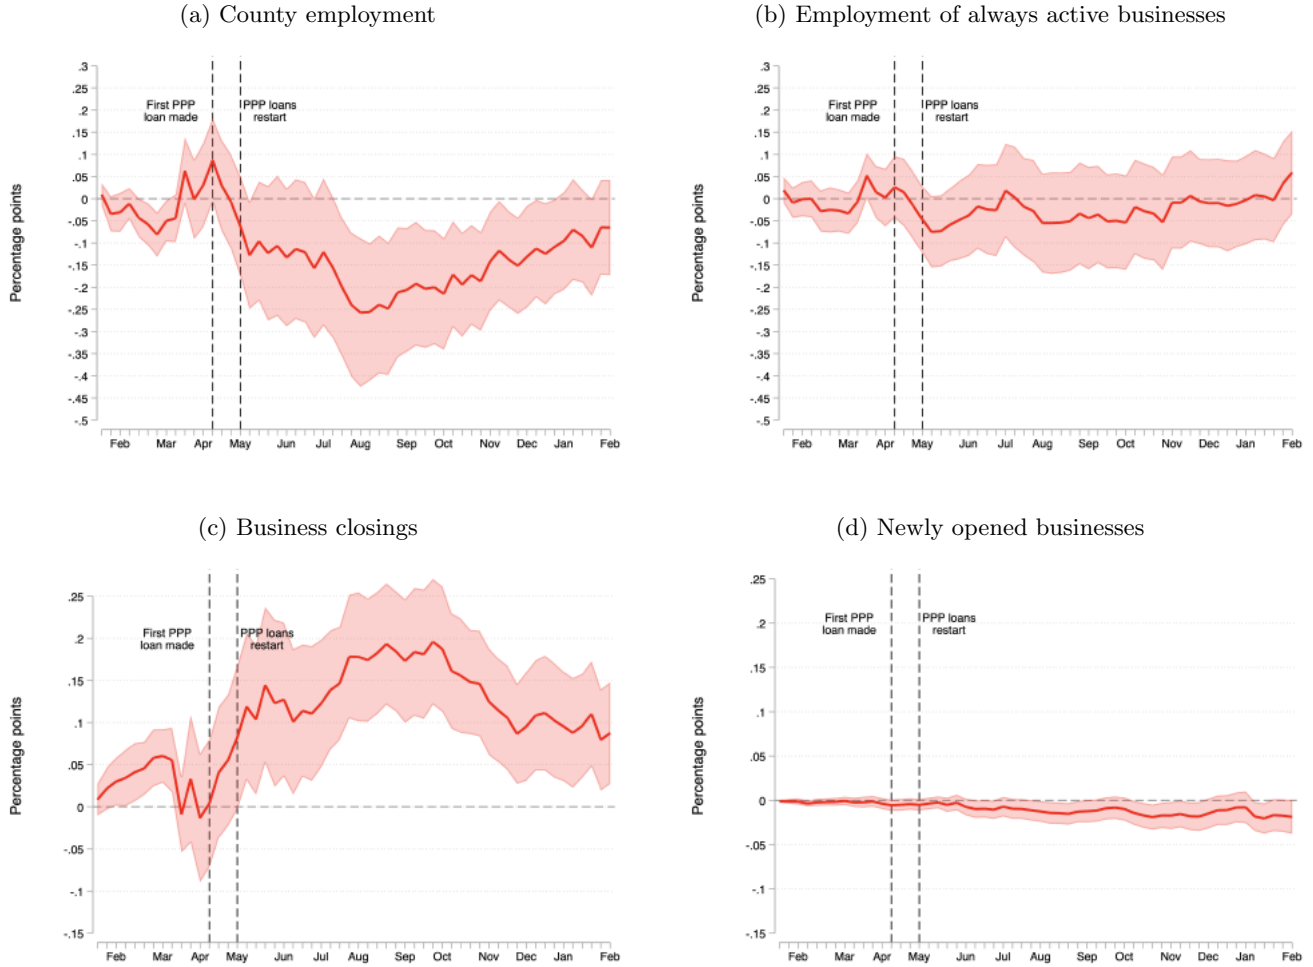 (a) County employment
Percentage points
.3
.25
.2
.15
.1
.05
0
-.05
-.1
-.15
-.2
-.25
-.3
-.35
-.4
-.45
-.5
First PPP
loan made
PPP loans
restart
Feb Mar Apr May Jun Jul Aug Sep Oct Nov Dec Jan Feb
(b) Employment of always active businesses
Percentage points
.3
.25
.2
.15
.1
.05
0
-.05
-.1
-.15
-.2
-.25
-.3
-.35
-.4
-.45
-.5
First PPP
loan made
PPP loans
restart
Feb Mar Apr May Jun Jul Aug Sep Oct Nov Dec Jan Feb
(c) Business closings
Percentage points
.25
.2
.15
.1
.05
0
-.05
-.1
-.15
First PPP
loan made
PPP loans
restart
Feb Mar Apr May Jun Jul Aug Sep Oct Nov Dec Jan Feb
(d) Newly opened businesses
Percentage points
.25
.2
.15
.1
.05
0
-.05
-.1
-.15
First PPP
loan made
PPP loans
restart
Feb Mar Apr May Jun Jul Aug Sep Oct Nov Dec Jan Feb